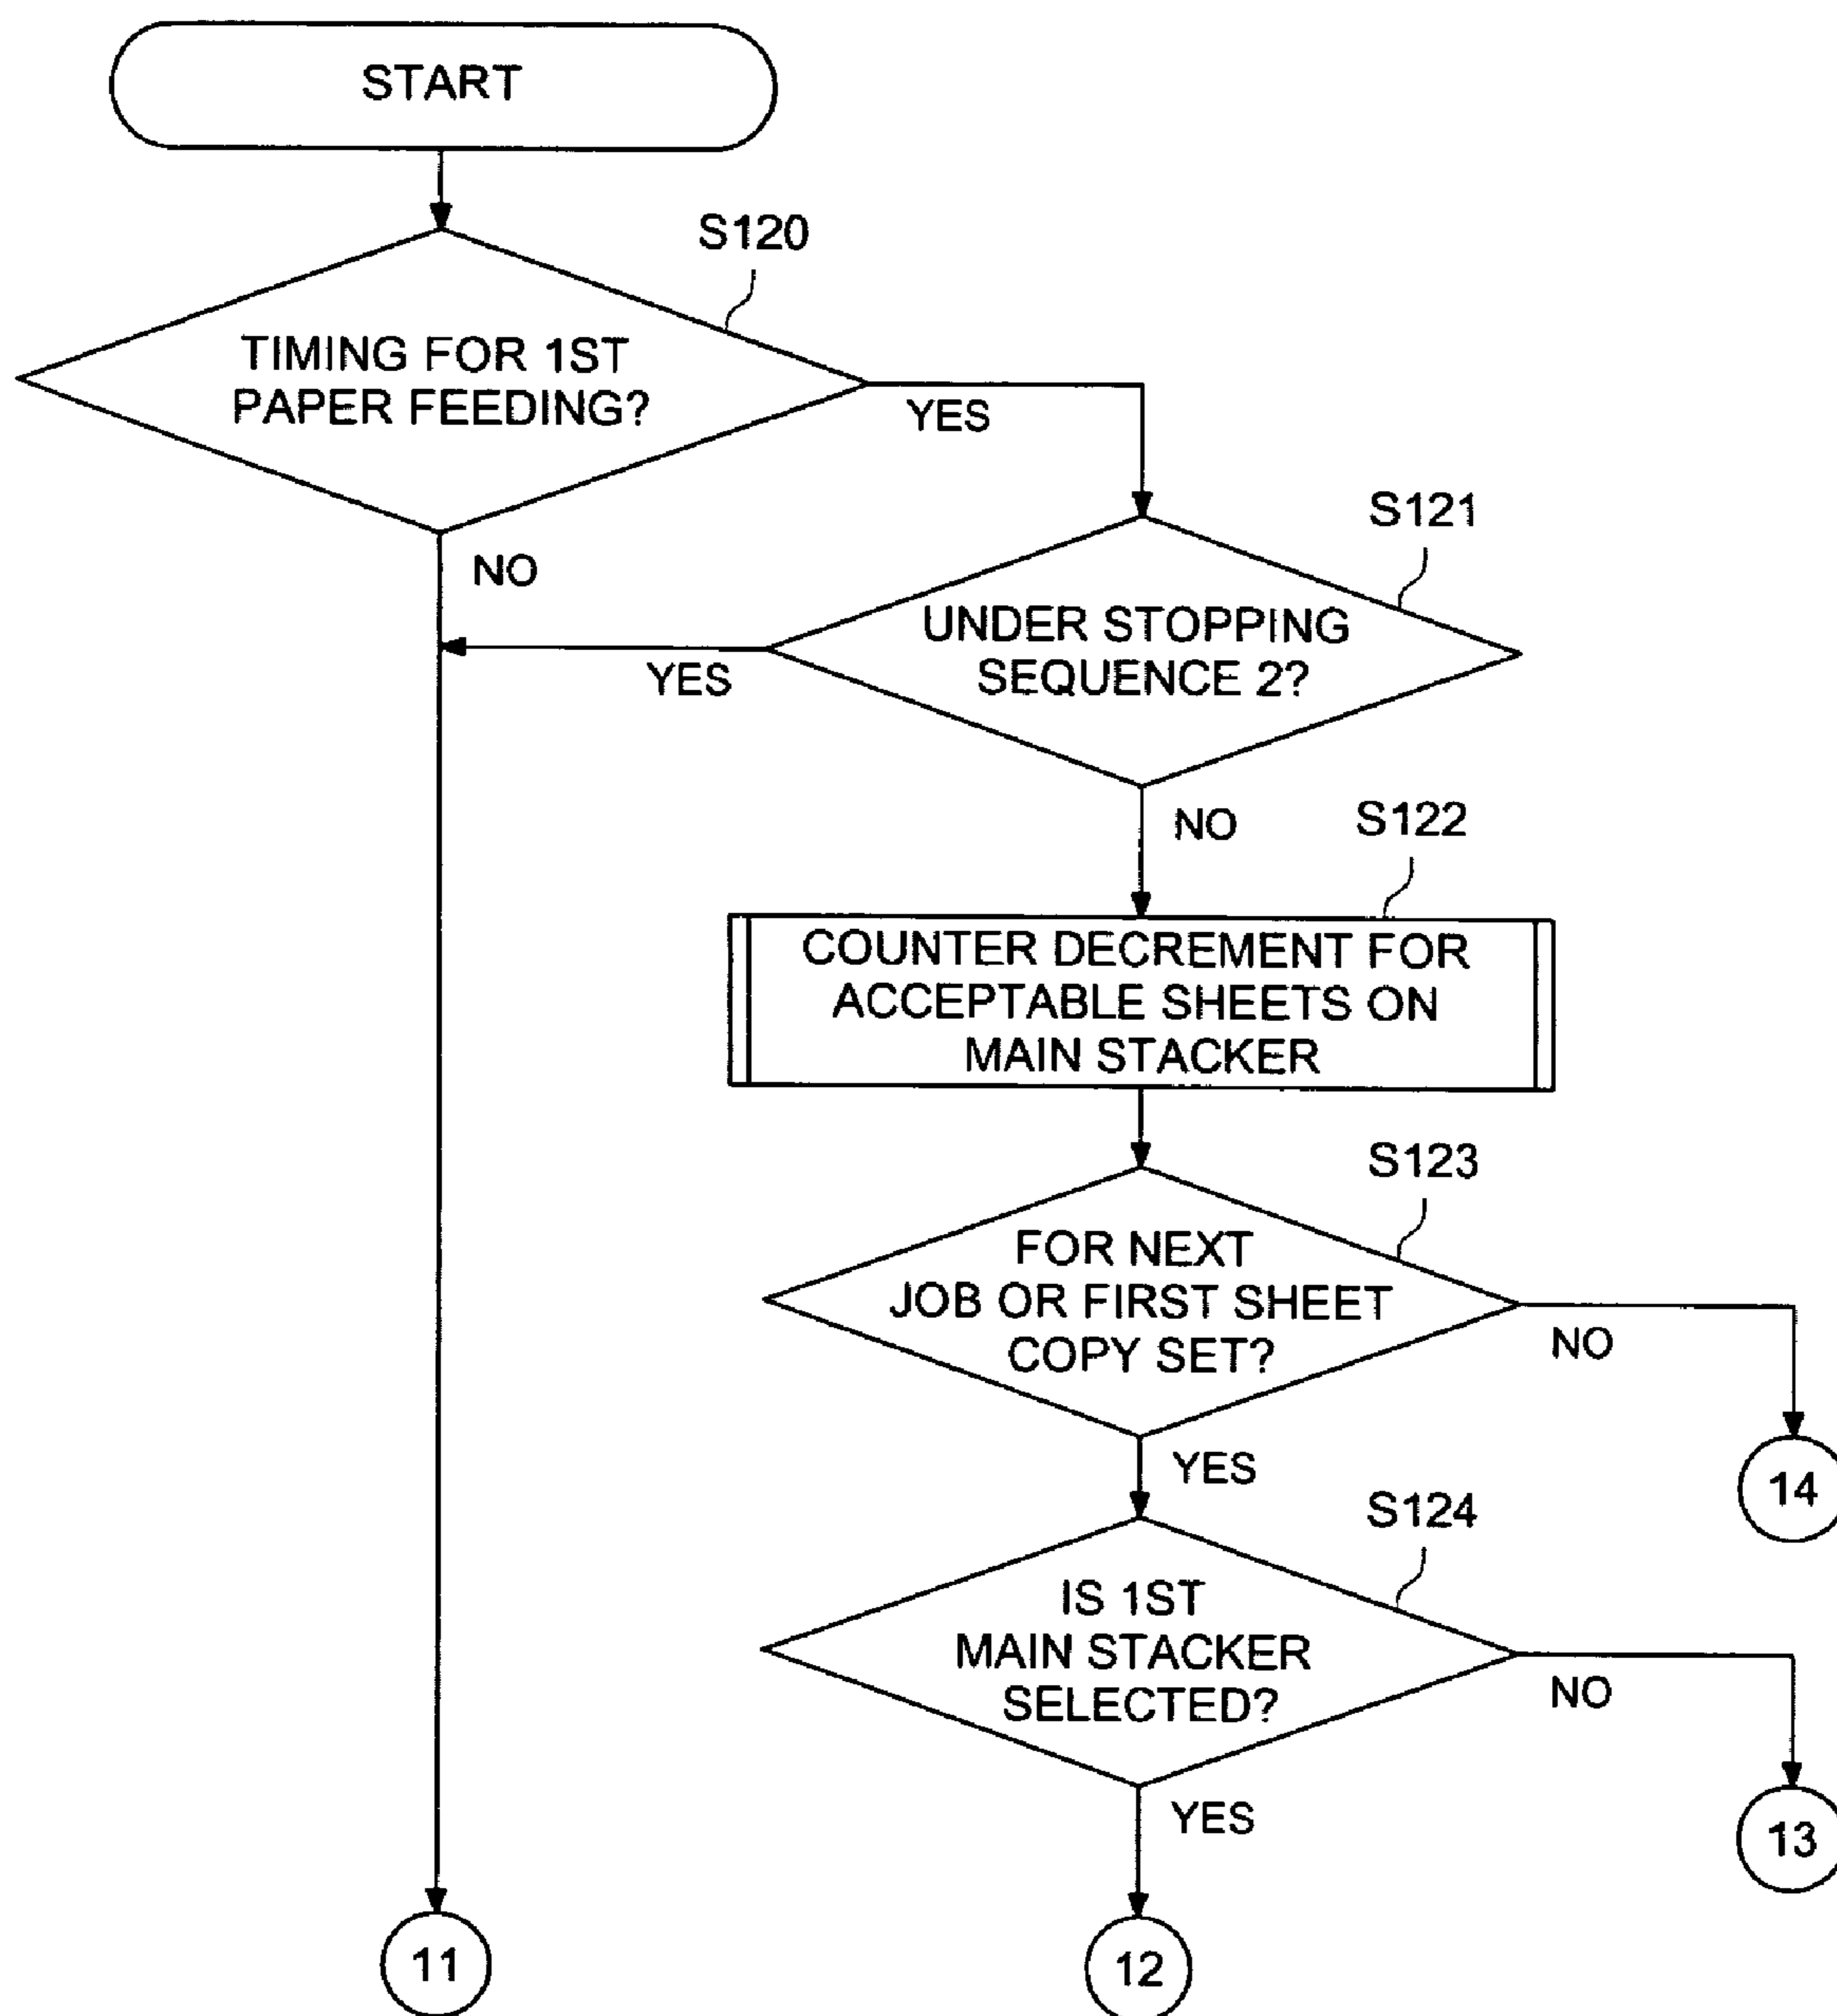 START
S120
TIMING FOR 1ST
PAPER FEEDING?
YES
NO
S121
UNDER STOPPING
SEQUENCE 2?
YES
NO
S122
COUNTER DECREMENT FOR
ACCEPTABLE SHEETS ON
MAIN STACKER
S123
FOR NEXT
JOB OR FIRST SHEET
COPY SET?
NO
YES
14
S124
IS 1ST
MAIN STACKER
SELECTED?
NO
YES
13
11
12